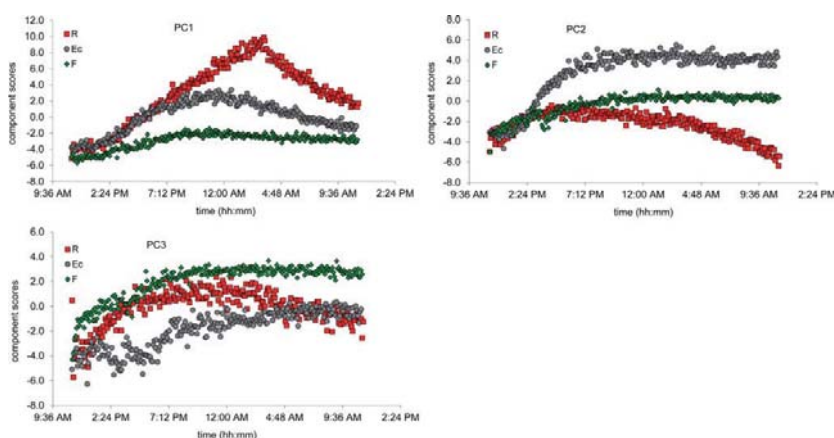 PC1
R
Ec
F
component scores
12.0
10.0
8.0
6.0
4.0
2.0
0.0
-2.0
-4.0
-6.0
-8.0
9:36 AM 2:24 PM 7:12 PM 12:00 AM 4:48 AM 9:36 AM 2:24 PM
time (hh:mm)
PC2
R
Ec
F
component scores
8.0
6.0
4.0
2.0
0.0
-2.0
-4.0
-6.0
-8.0
9:36 AM 2:24 PM 7:12 PM 12:00 AM 4:48 AM 9:36 AM 2:24 PM
time (hh:mm)
PC3
R
Ec
F
component scores
6.0
4.0
2.0
0.0
-2.0
-4.0
-6.0
-8.0
9:36 AM 2:24 PM 7:12 PM 12:00 AM 4:48 AM 9:36 AM 2:24 PM
time (hh:mm)